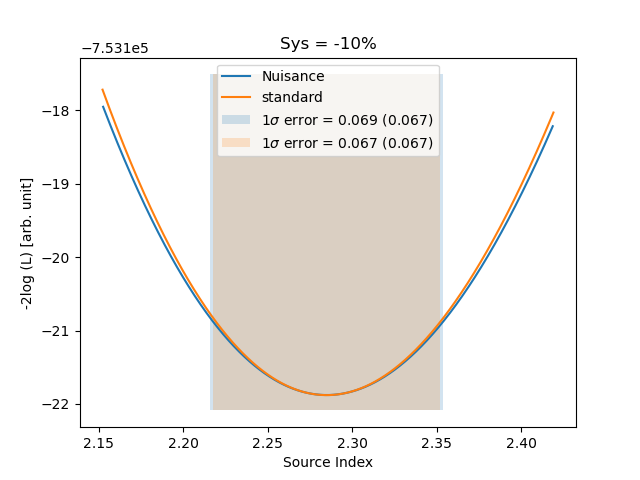 Sys = -10%
−7.531e5
Nuisance
standard
1σ error = 0.069 (0.067)
1σ error = 0.067 (0.067)
-2log (L) [arb. unit]
−18
−19
−20
−21
−22
2.15 2.20 2.25 2.30 2.35 2.40
Source Index